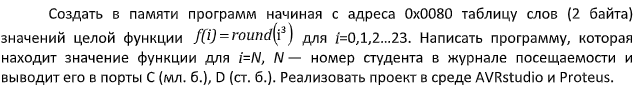 Создать в памяти программ начиная с адреса 0x0080 таблицу слов (2 байта)
значений целой функции f(i)=round(i³) для i=0,1,2…23. Написать программу, которая
находит значение функции для i=N, N — номер студента в журнале посещаемости и
выводит его в порты C (мл. б.), D (ст. б.). Реализовать проект в среде AVRstudio и Proteus.